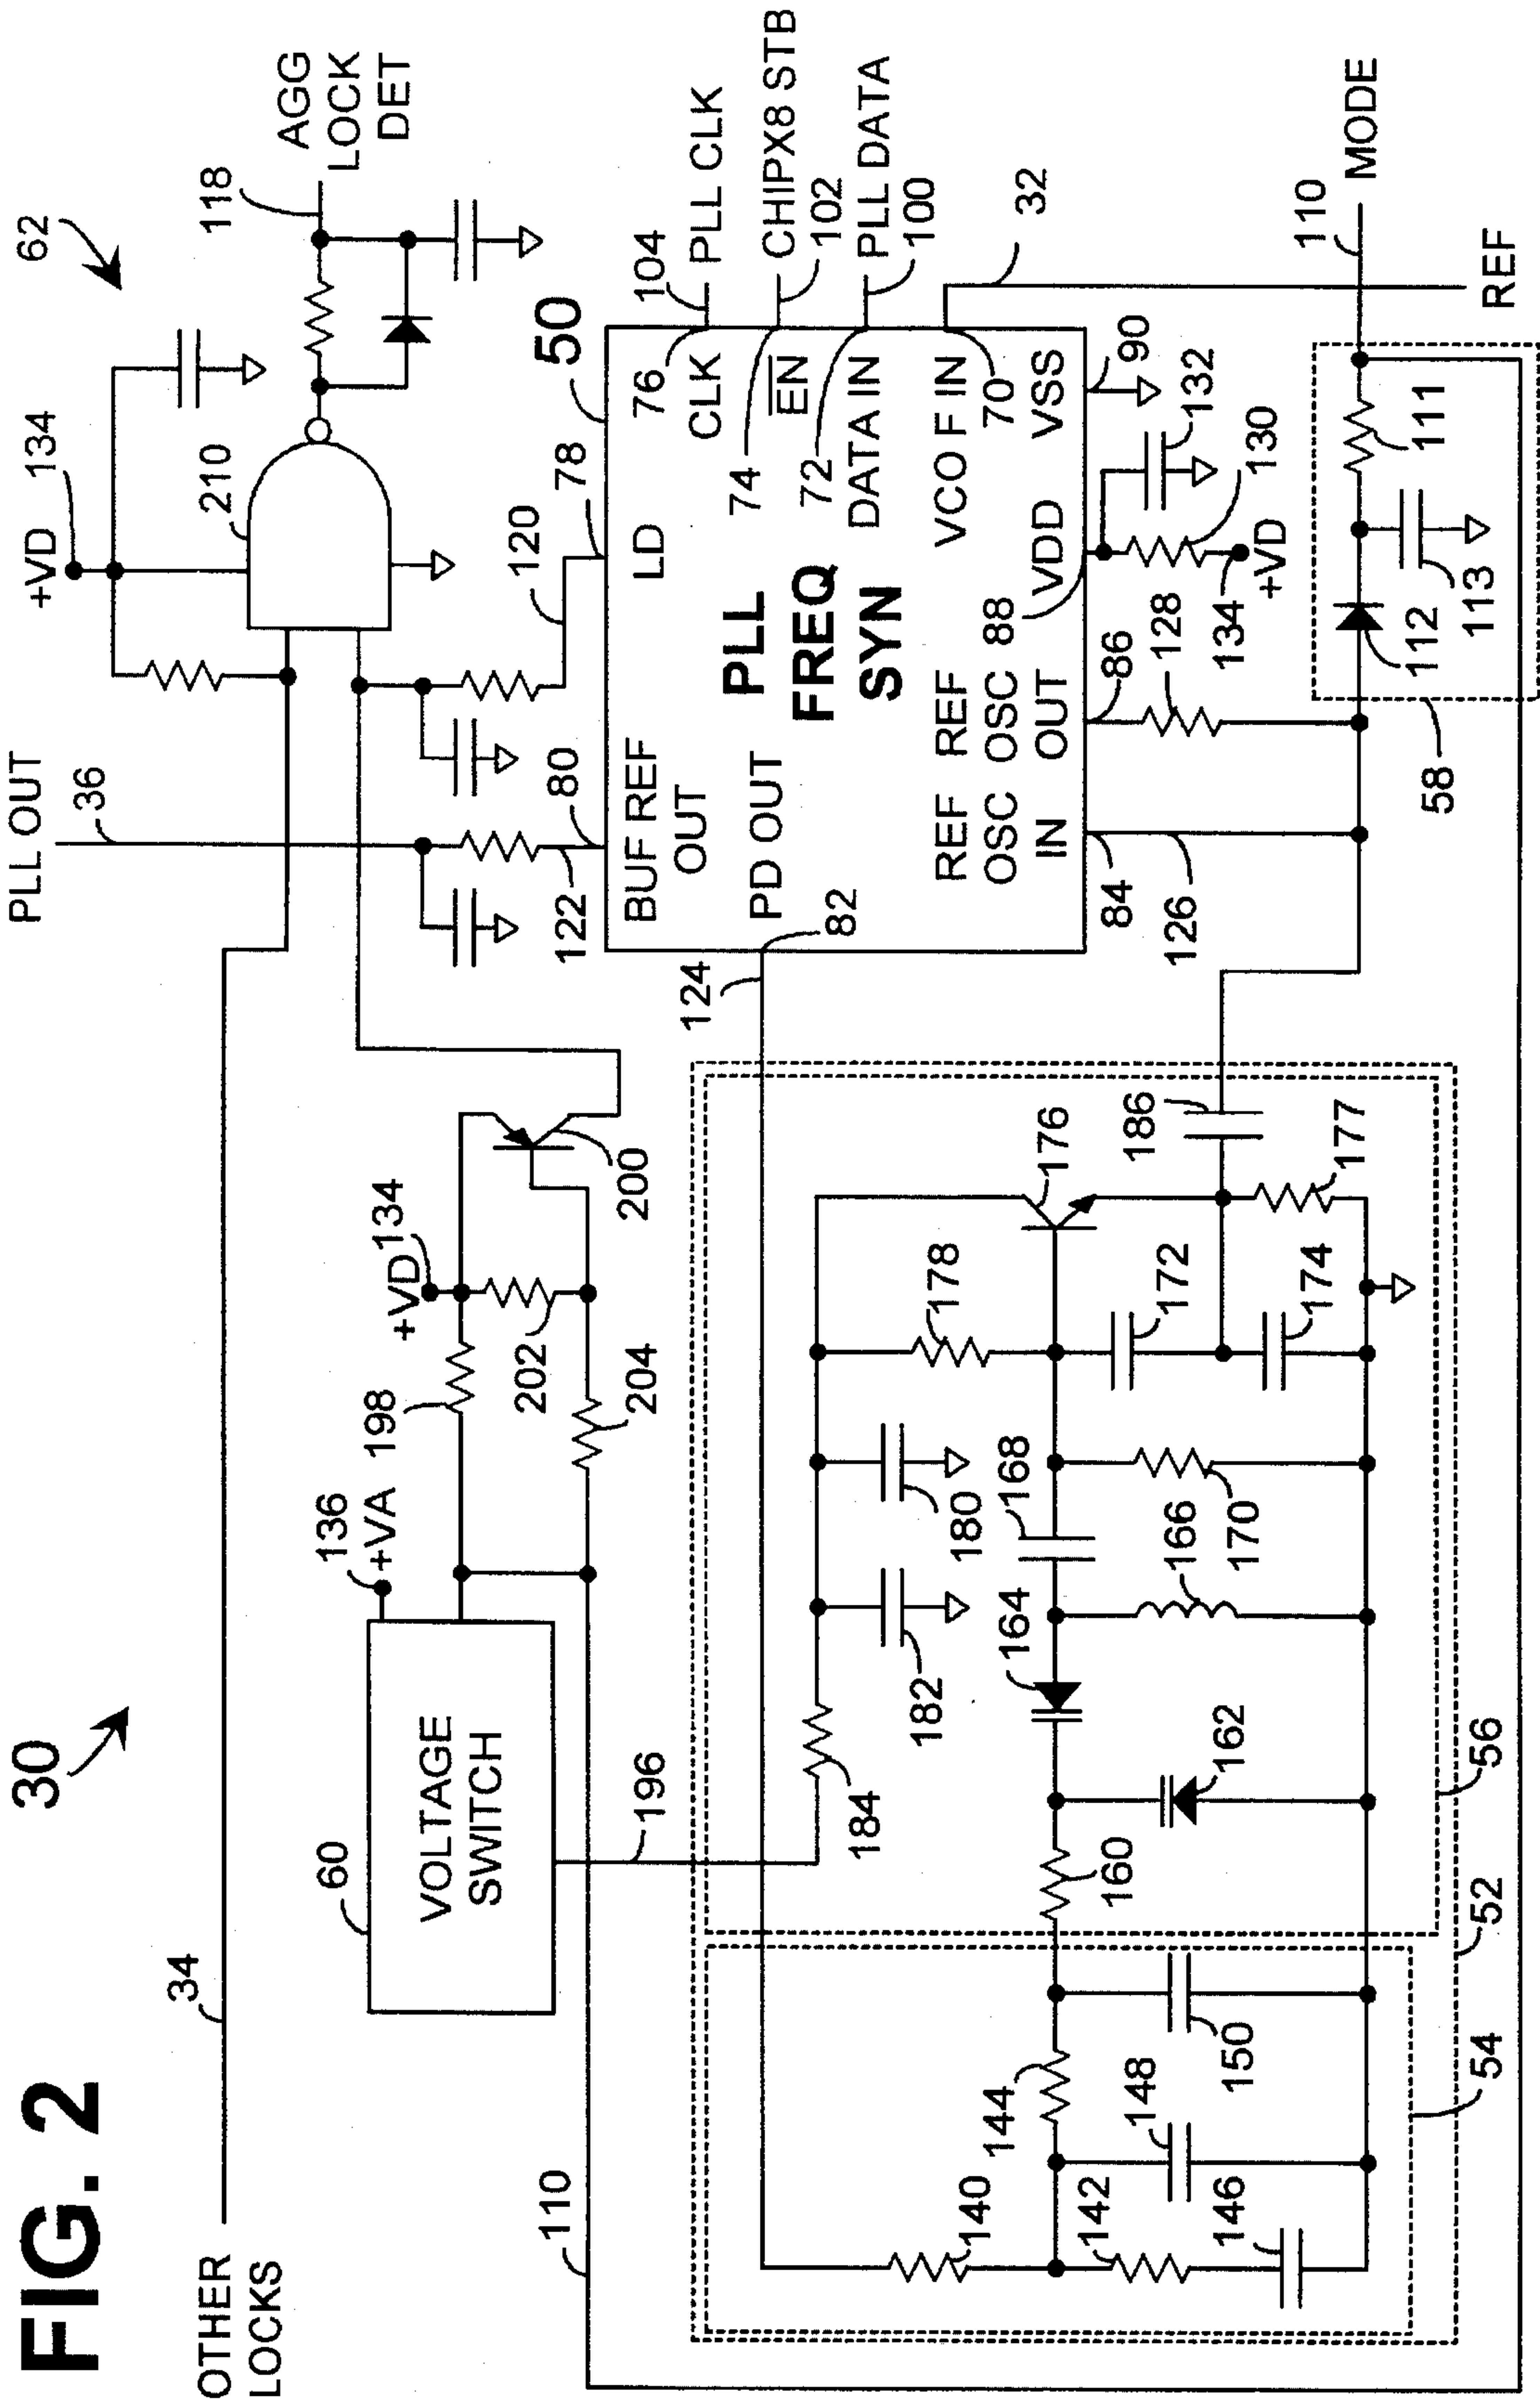 FIG. 2
30
62
OTHER
LOCKS
34
PLL OUT
36
+VD
134
210
118
AGG
LOCK
DET
60
VOLTAGE
SWITCH
136
+VA
198
+VD
134
202
204
200
196
110
120
78
122
80
50
BUF REF
OUT
LD
76
CLK
74
EN
72
DATA IN
VCO F IN
70
PLL
FREQ
SYN
PD OUT
82
124
REF
OSC
IN
REF
OSC
OUT
VDD
VSS
88
84
86
90
126
128
130
132
134
+VD
104
PLL CLK
CHIPX8 STB
102
PLL DATA
100
32
REF
110
MODE
111
112
113
58
140
142
144
146
148
150
54
52
56
160
162
164
166
168
170
172
174
176
177
178
180
182
184
186